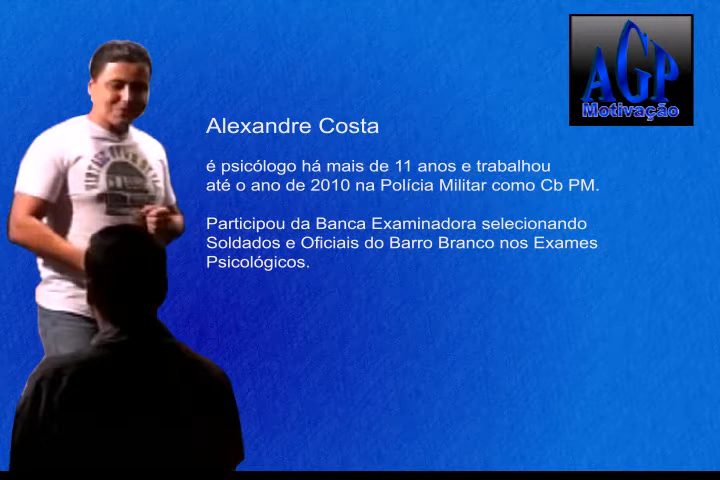 AGP
Motivação
Alexandre Costa
é psicólogo há mais de 11 anos e trabalhou
até o ano de 2010 na Polícia Militar como Cb PM.
Participou da Banca Examinadora selecionando
Soldados e Oficiais do Barro Branco nos Exames
Psicológicos.